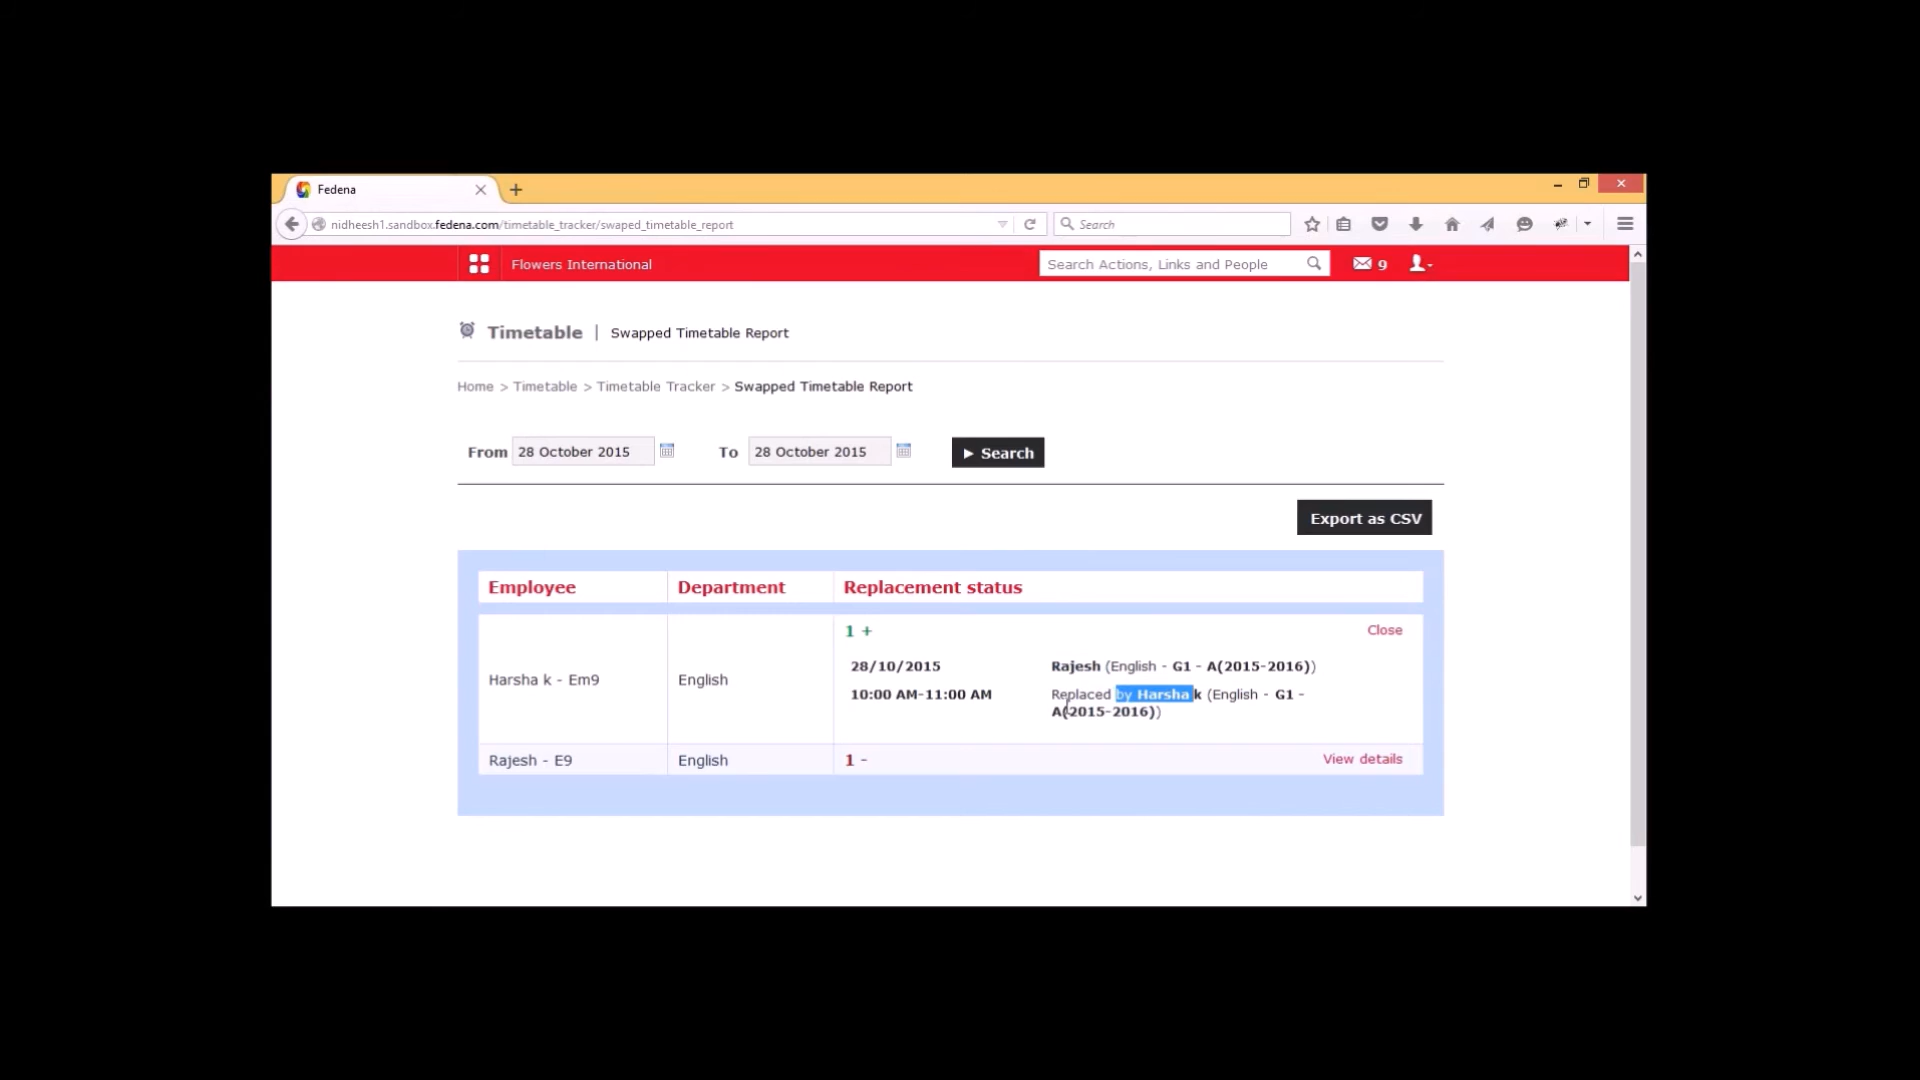 Fedena
nidheesh1.sandbox.fedena.com/timetable_tracker/swaped_timetable_report
Search
Flowers International
Search Actions, Links and People
9
Timetable | Swapped Timetable Report
Home > Timetable > Timetable Tracker > Swapped Timetable Report
From 28 October 2015 To 28 October 2015 Search
Export as CSV
Employee Department Replacement status
1 + Close
28/10/2015 Rajesh (English - G1 - A(2015-2016))
Harsha k - Em9 English
10:00 AM-11:00 AM Replaced by Harsha k (English - G1 -
A(2015-2016))
Rajesh - E9 English 1 - View details